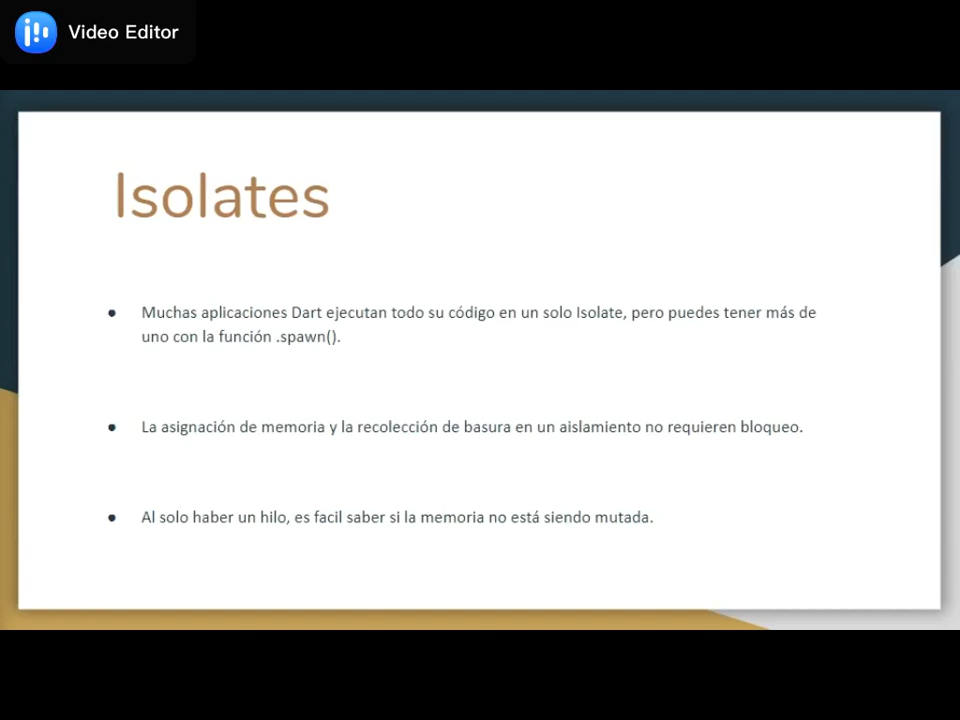 Video Editor
Isolates
● Muchas aplicaciones Dart ejecutan todo su código en un solo Isolate, pero puedes tener más de
uno con la función .spawn().
● La asignación de memoria y la recolección de basura en un aislamiento no requieren bloqueo.
● Al solo haber un hilo, es facil saber si la memoria no está siendo mutada.